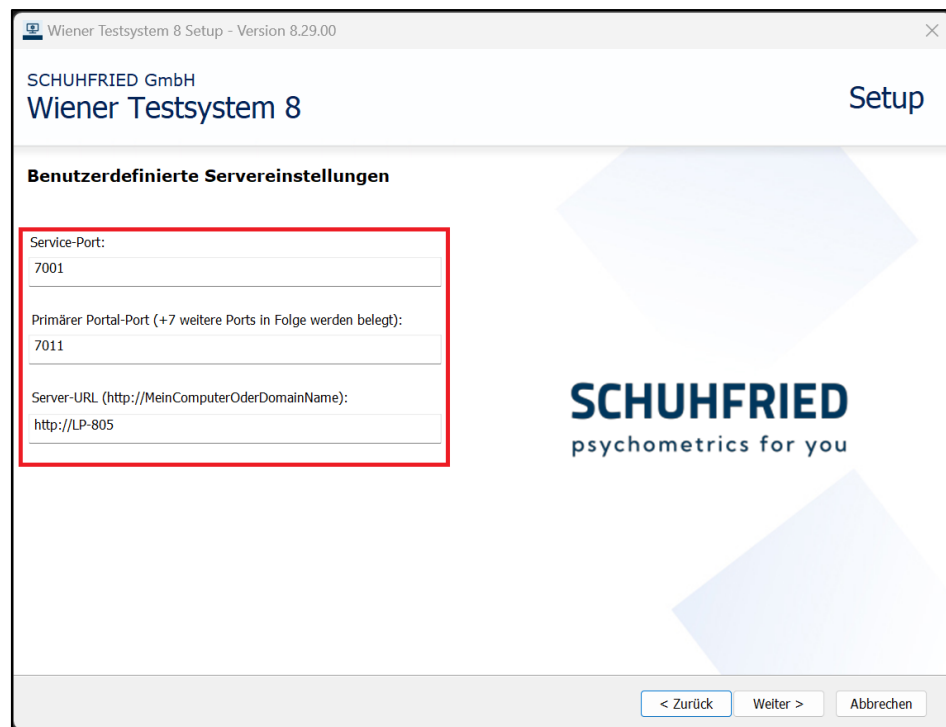 Wiener Testsystem 8 Setup - Version 8.29.00
SCHUHFRIED GmbH
Wiener Testsystem 8
Setup
Benutzerdefinierte Servereinstellungen
Service-Port:
7001
Primärer Portal-Port (+7 weitere Ports in Folge werden belegt):
7011
Server-URL (http://MeinComputerOderDomainName):
http://LP-805
SCHUHFRIED
psychometrics for you
< Zurück
Weiter >
Abbrechen